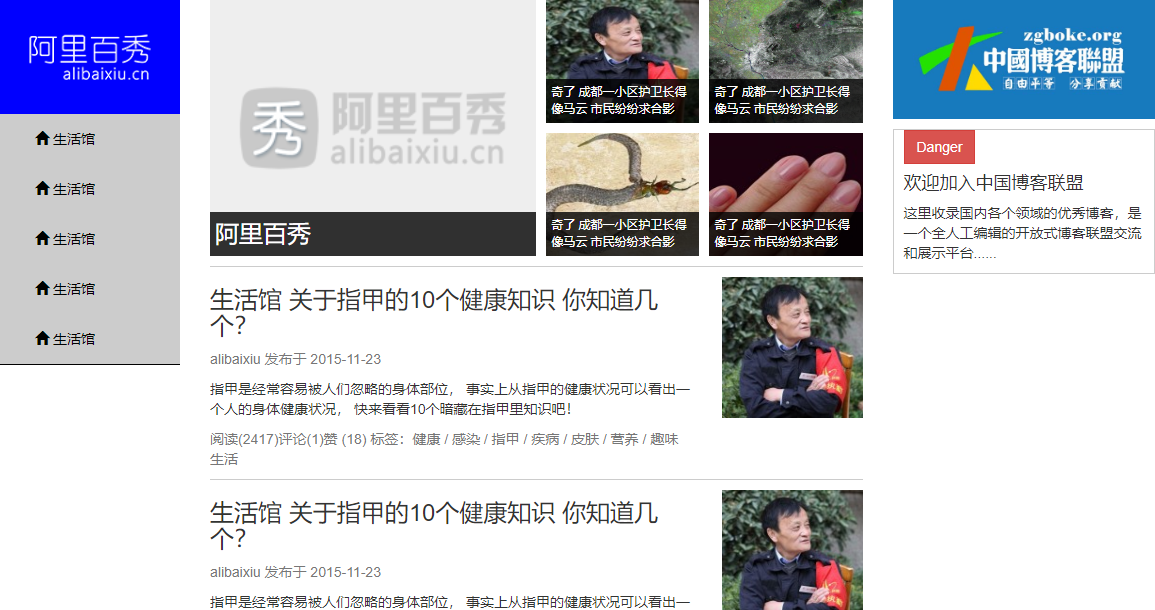 阿里百秀
alibaixiu.cn
生活馆
生活馆
生活馆
生活馆
生活馆
秀 阿里百秀
alibaixiu.cn
阿里百秀
奇了 成都一小区护卫长得
像马云 市民纷纷求合影
奇了 成都一小区护卫长得
像马云 市民纷纷求合影
奇了 成都一小区护卫长得
像马云 市民纷纷求合影
奇了 成都一小区护卫长得
像马云 市民纷纷求合影
生活馆 关于指甲的10个健康知识 你知道几
个？
alibaixiu 发布于 2015-11-23
指甲是经常容易被人们忽略的身体部位， 事实上从指甲的健康状况可以看出一
个人的身体健康状况， 快来看看10个暗藏在指甲里知识吧！
阅读(2417)评论(1)赞 (18) 标签：健康 / 感染 / 指甲 / 疾病 / 皮肤 / 营养 / 趣味
生活
生活馆 关于指甲的10个健康知识 你知道几
个？
alibaixiu 发布于 2015-11-23
指甲是经常容易被人们忽略的身体部位， 事实上从指甲的健康状况可以看出一
zgboke.org
中國博客聯盟
自由平等 分享貢献
Danger
欢迎加入中国博客联盟
这里收录国内各个领域的优秀博客，是
一个全人工编辑的开放式博客联盟交流
和展示平台......